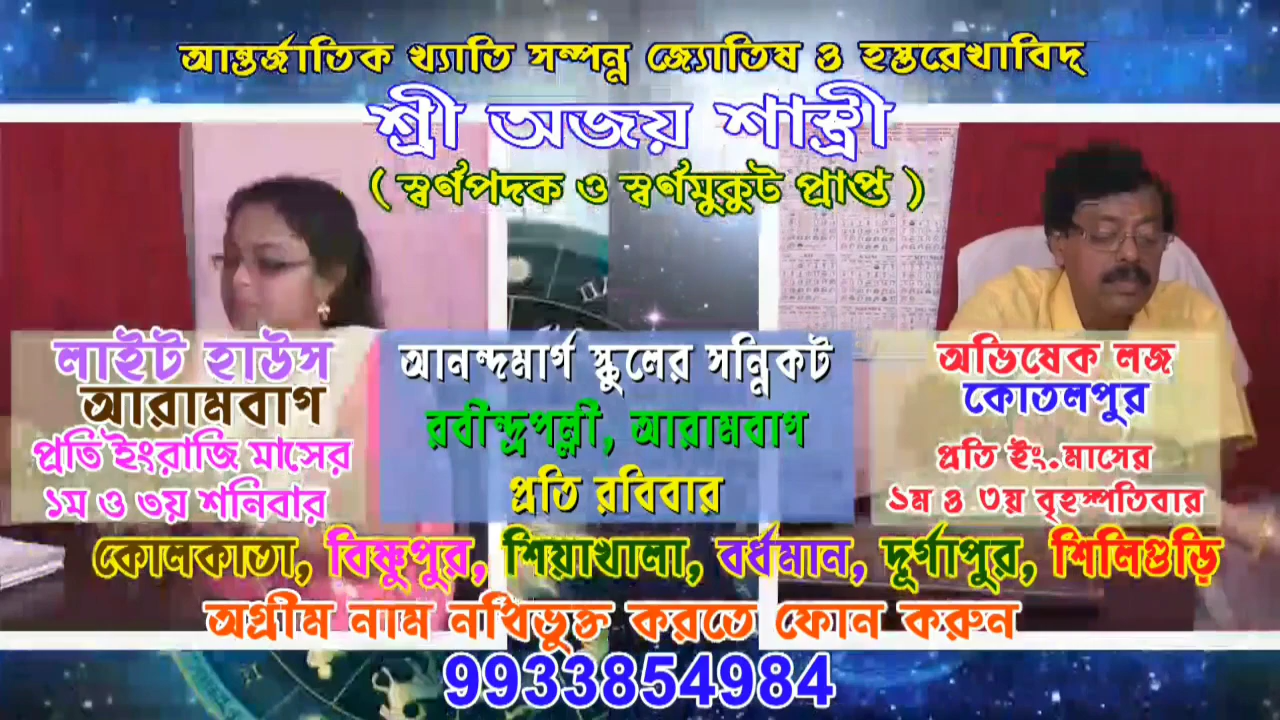 আন্তর্জাতিক খ্যাতি সম্পন্ন জ্যোতিষ ও হস্তরেখাবিদ
শ্রী অজয় শাস্ত্রী
( স্বর্ণপদক ও স্বর্ণমুকুট প্রাপ্ত )
লাইট হাউস
আরামবাগ
প্রতি ইংরাজি মাসের
১ম ও ৩য় শনিবার
আনন্দমার্গ স্কুলের সন্নিকট
রবীন্দ্রপল্লী, আরামবাগ
প্রতি রবিবার
অভিষেক লজ
কোতলপুর
প্রতি ইং.মাসের
১ম ও ৩য় বৃহস্পতিবার
কোলকাতা, বিষ্ণুপুর, শিয়াখালা, বর্ধমান, দূর্গাপুর, শিলিগুড়ি
অগ্রীম নাম নথিভুক্ত করতে ফোন করুন
9933854984